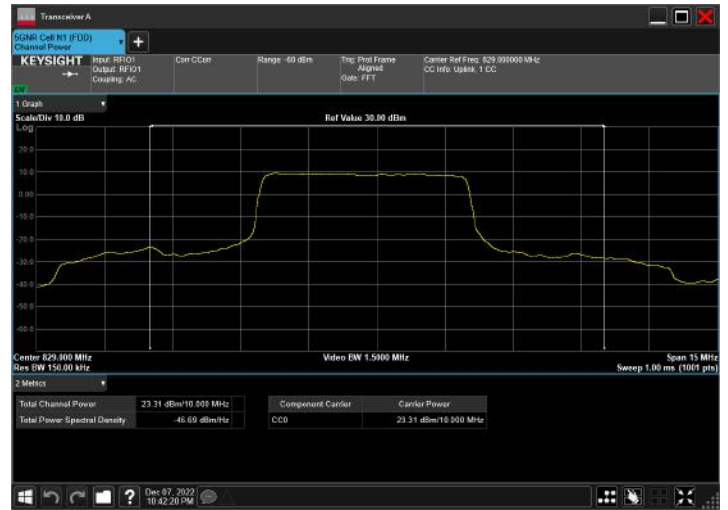 Transceiver A
5GNR Cell N1 (FDD)
Channel Power
KEYSIGHT
Input: RFIO1
Output: RFIO1
Coupling: AC
Corr CCorr
Range -60 dBm
Trig: Prot Frame
Aligned
Gate: FFT
Carrier Ref Freq: 829.000000 MHz
CC Info: Uplink, 1 CC
1 Graph
Scale/Div 10.0 dB
Ref Value 30.00 dBm
Log
20.0
10.0
0.00
-10.0
-20.0
-30.0
-40.0
-50.0
-60.0
Center 829.000 MHz
Video BW 1.5000 MHz
Span 15 MHz
Res BW 150.00 kHz
Sweep 1.00 ms (1001 pts)
2 Metrics
Total Channel Power 23.31 dBm/10.000 MHz
Total Power Spectral Density -46.69 dBm/Hz
Component Carrier Carrier Power
CC0 23.31 dBm/10.000 MHz
Dec 07, 2022
10:42:20 PM